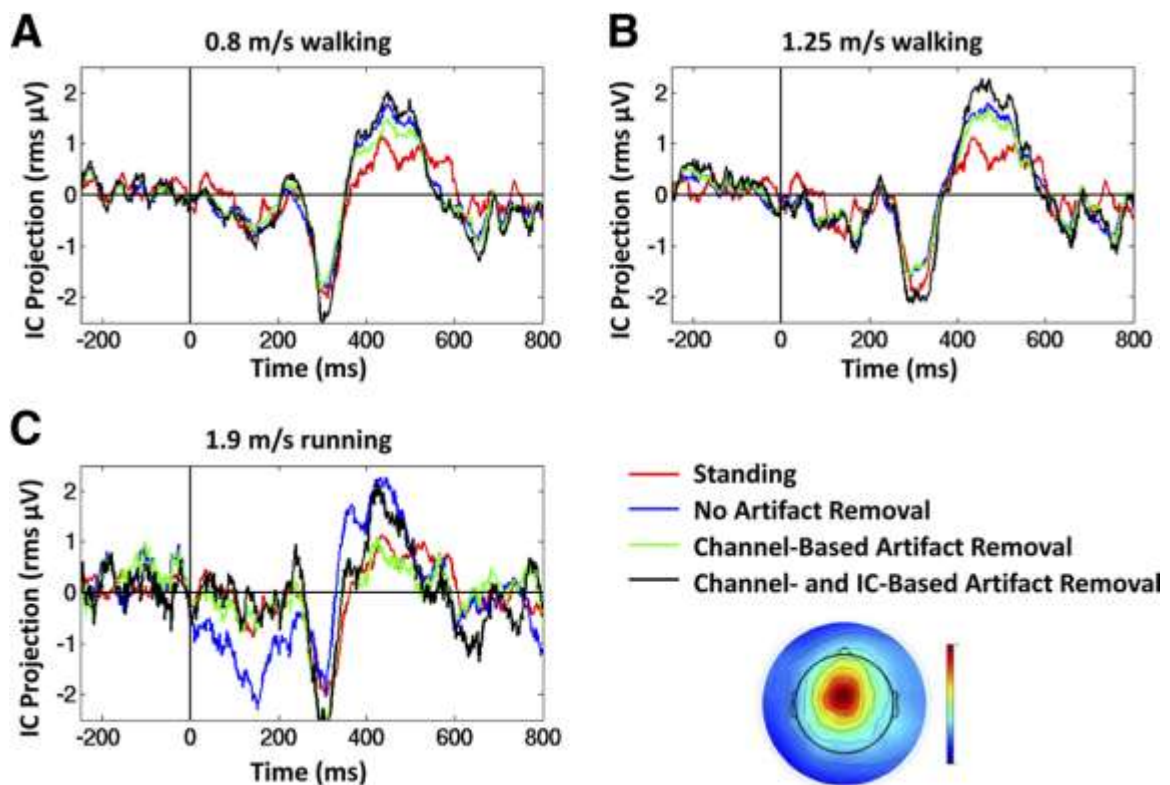 A
0.8 m/s walking
IC Projection (rms µV)
2
1
0
-1
-2
-200
0
200
400
600
800
Time (ms)
B
1.25 m/s walking
IC Projection (rms µV)
2
1
0
-1
-2
-200
0
200
400
600
800
Time (ms)
C
1.9 m/s running
IC Projection (rms µV)
2
1
0
-1
-2
-200
0
200
400
600
800
Time (ms)
Standing
No Artifact Removal
Channel-Based Artifact Removal
Channel- and IC-Based Artifact Removal